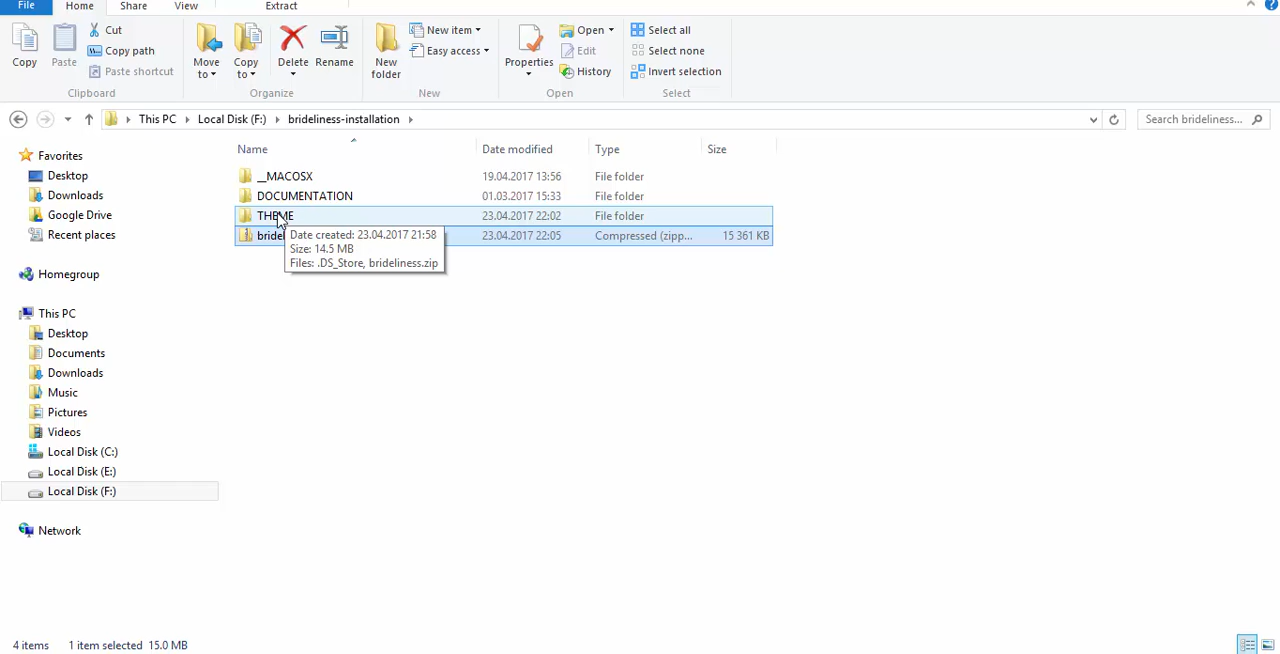 File Home Share View Extract
Copy
Paste
Cut
Copy path
Paste shortcut
Clipboard
Move to
Copy to
Delete
Rename
Organize
New folder
New item
Easy access
New
Properties
Open
Edit
History
Open
Select all
Select none
Invert selection
Select
This PC Local Disk (F:) brideliness-installation
Search brideliness...
Name Date modified Type Size
__MACOSX 19.04.2017 13:56 File folder
DOCUMENTATION 01.03.2017 15:33 File folder
THEME 23.04.2017 22:02 File folder
bridel 23.04.2017 22:05 Compressed (zipp... 15 361 KB
Date created: 23.04.2017 21:58
Size: 14.5 MB
Files: .DS_Store, brideliness.zip
Favorites
Desktop
Downloads
Google Drive
Recent places
Homegroup
This PC
Desktop
Documents
Downloads
Music
Pictures
Videos
Local Disk (C:)
Local Disk (E:)
Local Disk (F:)
Network
4 items 1 item selected 15.0 MB